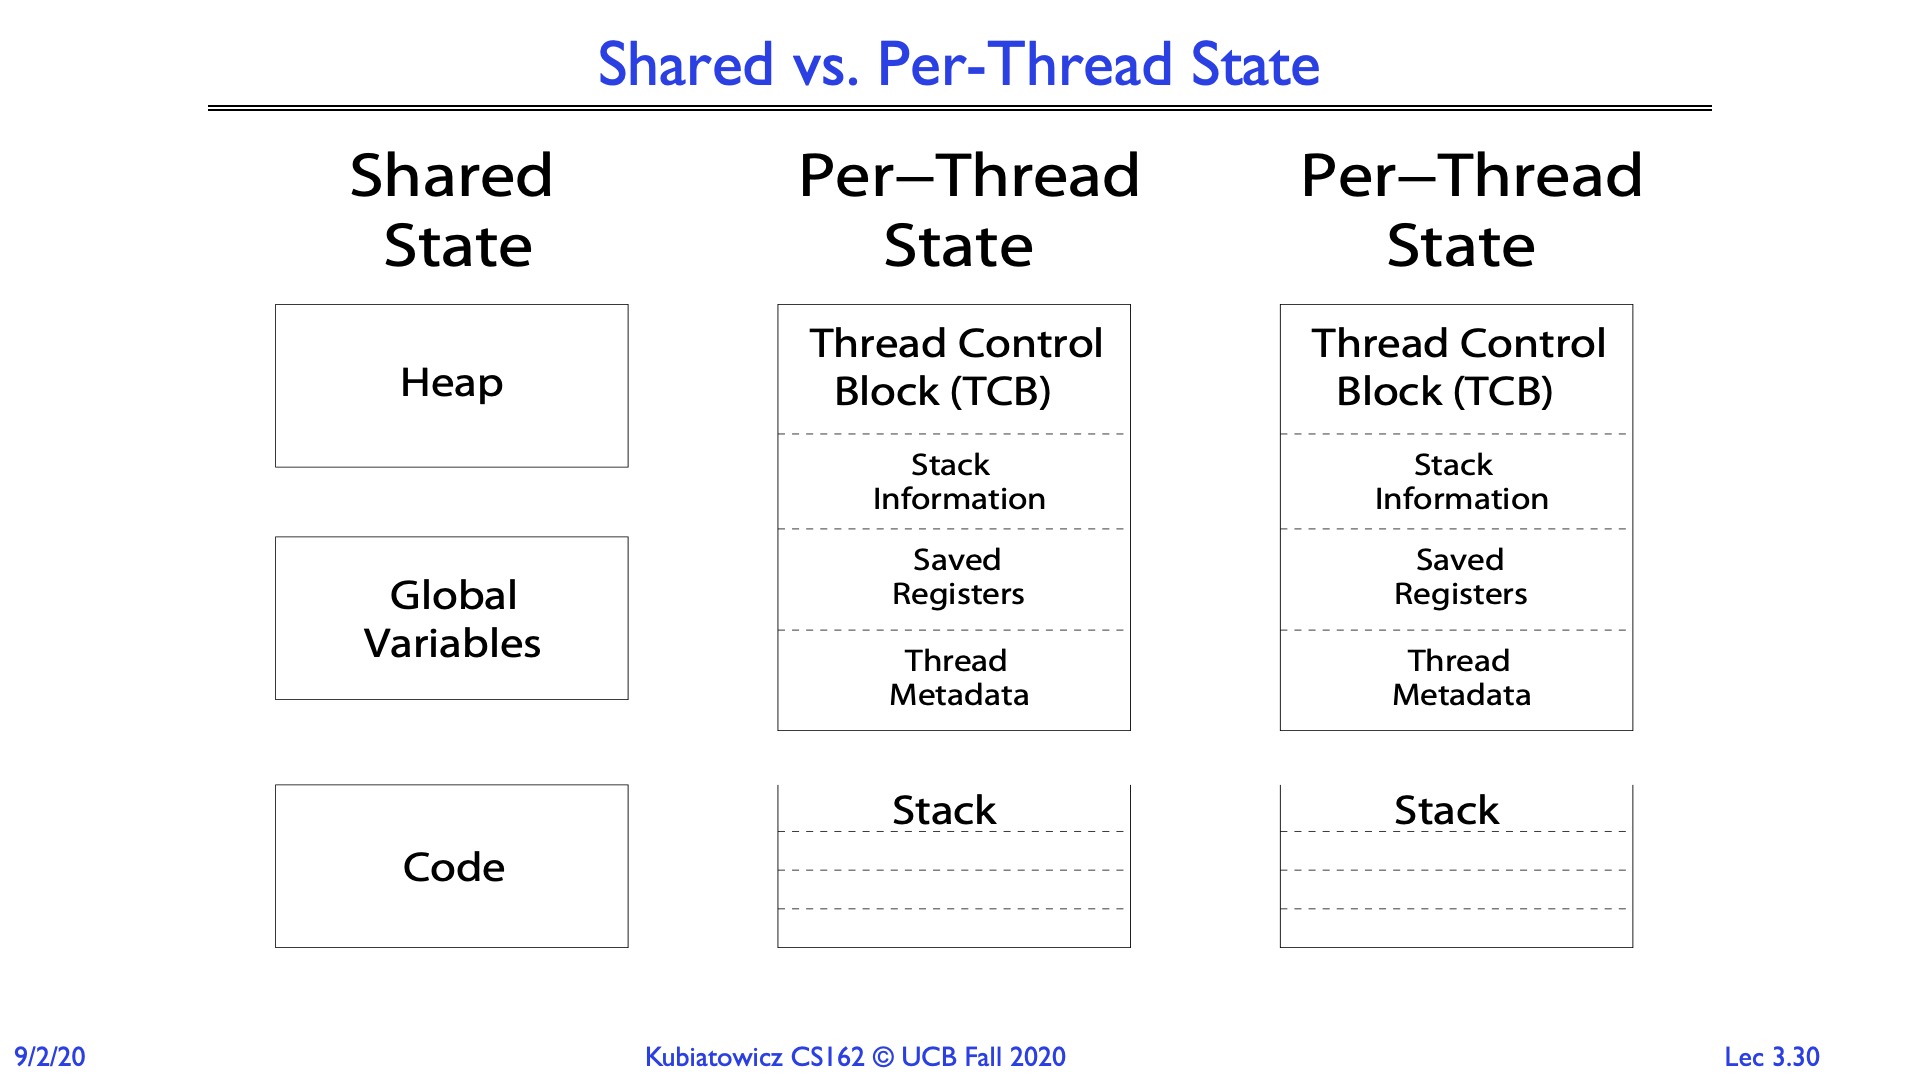 Shared vs. Per-Thread State
Shared
State
Heap
Global
Variables
Code
Per–Thread
State
Thread Control
Block (TCB)
Stack
Information
Saved
Registers
Thread
Metadata
Stack
Per–Thread
State
Thread Control
Block (TCB)
Stack
Information
Saved
Registers
Thread
Metadata
Stack
9/2/20
Kubiatowicz CS162 © UCB Fall 2020
Lec 3.30